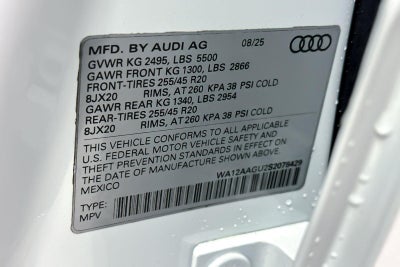 MFD. BY AUDI AG 08/25
GVWR KG 2495, LBS 5500
GAWR FRONT KG 1300, LBS 2866
FRONT-TIRES 255/45 R20
8JX20 RIMS, AT 260 KPA 38 PSI COLD
GAWR REAR KG 1340, LBS 2954
REAR-TIRES 255/45 R20
8JX20 RIMS, AT 260 KPA 38 PSI COLD
THIS VEHICLE CONFORMS TO ALL APPLICABLE
U.S. FEDERAL MOTOR VEHICLE SAFETY AND
THEFT PREVENTION STANDARDS IN EFFECT ON
THE DATE OF MANUFACTURE SHOWN ABOVE.
MEXICO WA12AAGU2S2079429
TYPE:
MPV